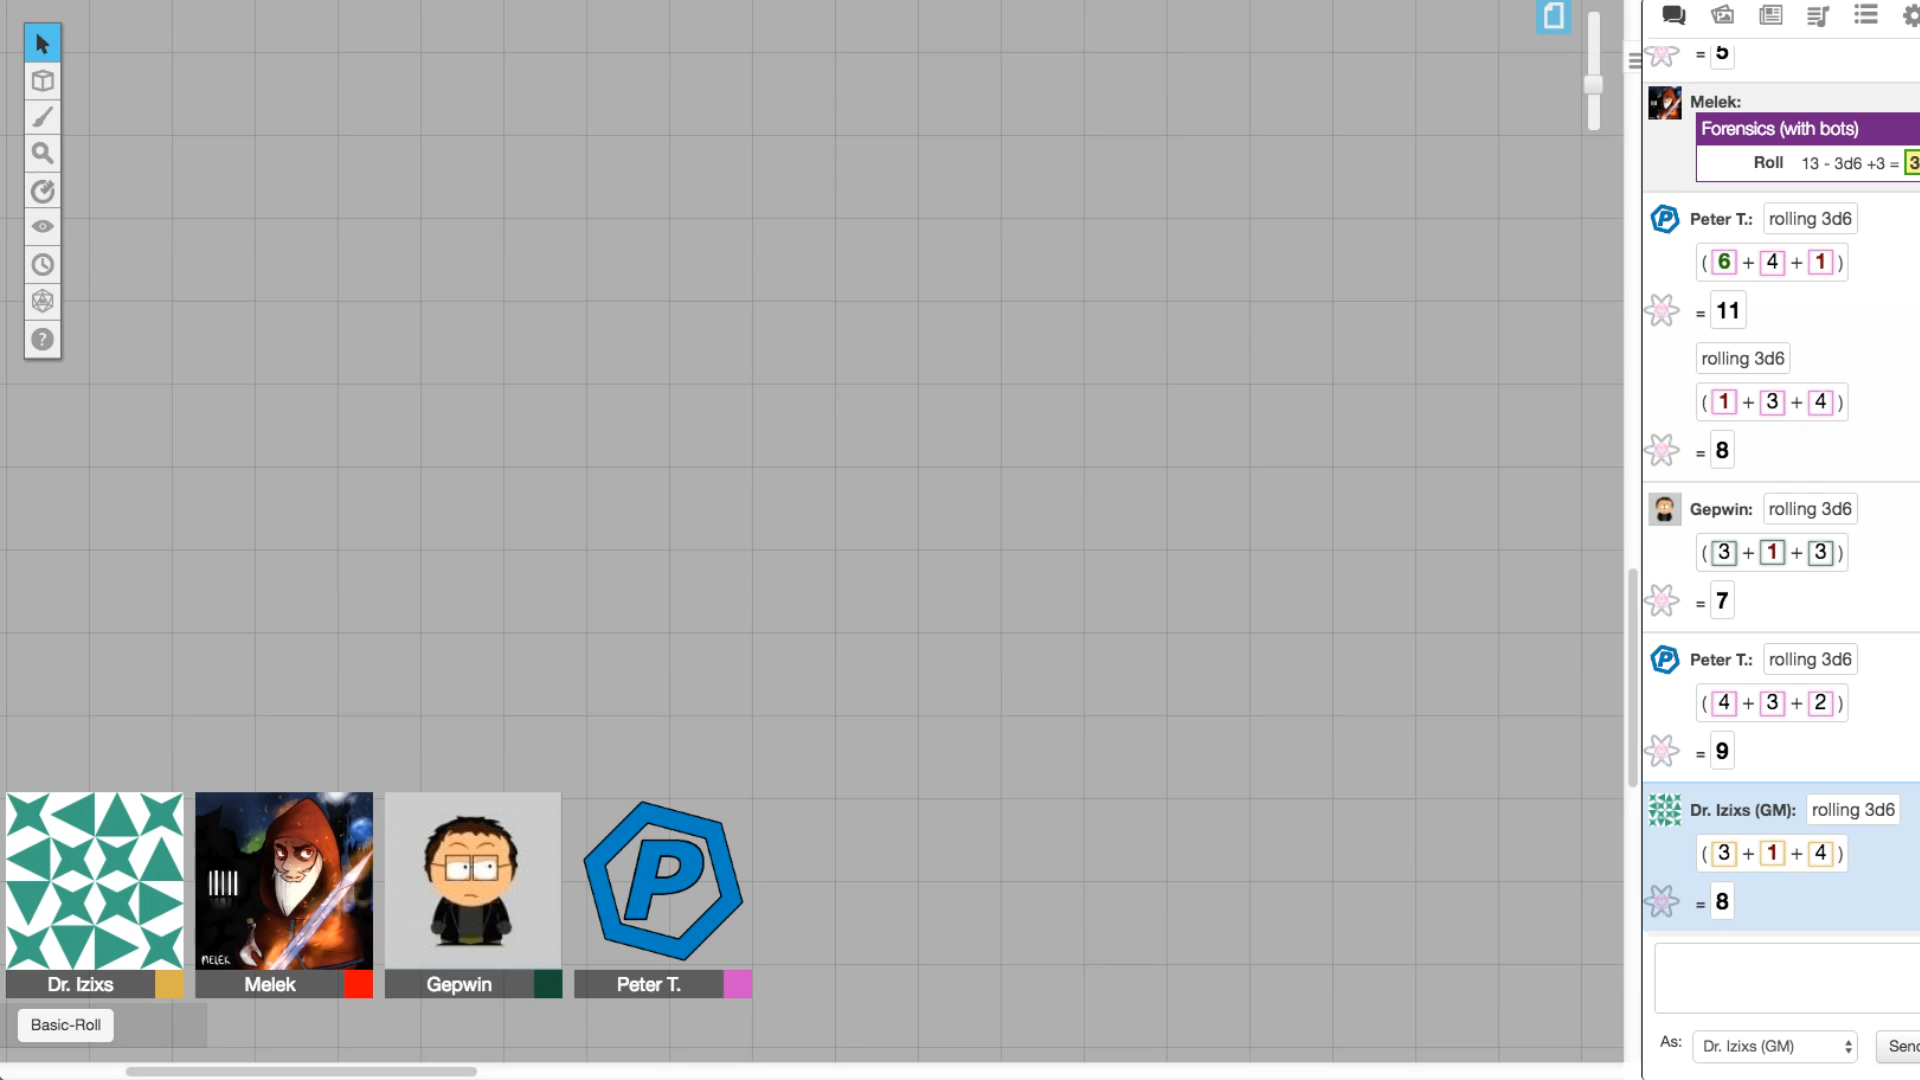 = 5
Melek:
Forensics (with bots)
Roll 13 - 3d6 +3 = 3
Peter T.: rolling 3d6
( 6 + 4 + 1 )
= 11
rolling 3d6
( 1 + 3 + 4 )
= 8
Gepwin: rolling 3d6
( 3 + 1 + 3 )
= 7
Peter T.: rolling 3d6
( 4 + 3 + 2 )
= 9
Dr. Izixs (GM): rolling 3d6
( 3 + 1 + 4 )
= 8
As: Dr. Izixs (GM) Send
?
MELEK
P
Dr. Izixs
Melek
Gepwin
Peter T.
Basic-Roll